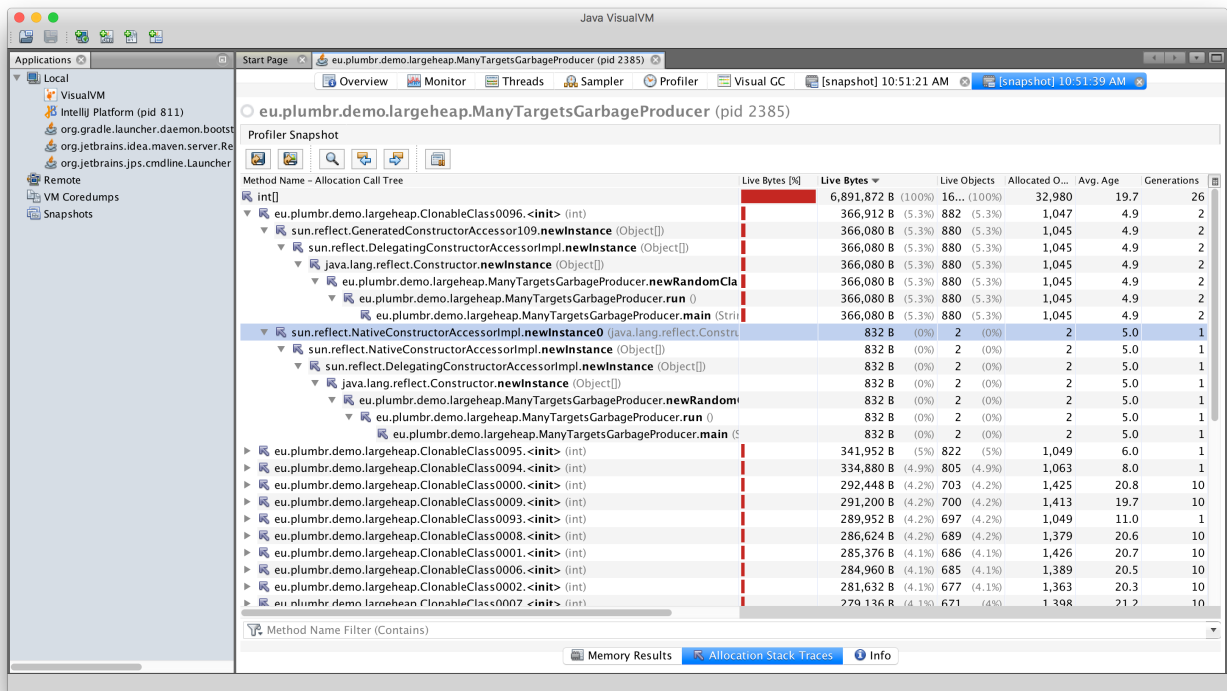 Java VisualVM
Applications
Start Page
eu.plumbr.demo.largeheap.ManyTargetsGarbageProducer (pid 2385)
Local
VisualVM
IntelliJ Platform (pid 811)
org.gradle.launcher.daemon.bootst
org.jetbrains.idea.maven.server.Re
org.jetbrains.jps.cmdline.Launcher
Remote
VM Coredumps
Snapshots
Overview Monitor Threads Sampler Profiler Visual GC [snapshot] 10:51:21 AM [snapshot] 10:51:39 AM
eu.plumbr.demo.largeheap.ManyTargetsGarbageProducer (pid 2385)
Profiler Snapshot
Method Name – Allocation Call Tree Live Bytes [%] Live Bytes Live Objects Allocated O... Avg. Age Generations
int[] 6,891,872 B (100%) 16... (100%) 32,980 19.7 26
eu.plumbr.demo.largeheap.ClonableClass0096.<init> (int) 366,912 B (5.3%) 882 (5.3%) 1,047 4.9 2
sun.reflect.GeneratedConstructorAccessor109.newInstance (Object[]) 366,080 B (5.3%) 880 (5.3%) 1,045 4.9 2
sun.reflect.DelegatingConstructorAccessorImpl.newInstance (Object[]) 366,080 B (5.3%) 880 (5.3%) 1,045 4.9 2
java.lang.reflect.Constructor.newInstance (Object[]) 366,080 B (5.3%) 880 (5.3%) 1,045 4.9 2
eu.plumbr.demo.largeheap.ManyTargetsGarbageProducer.newRandomCla 366,080 B (5.3%) 880 (5.3%) 1,045 4.9 2
eu.plumbr.demo.largeheap.ManyTargetsGarbageProducer.run () 366,080 B (5.3%) 880 (5.3%) 1,045 4.9 2
eu.plumbr.demo.largeheap.ManyTargetsGarbageProducer.main (Strin 366,080 B (5.3%) 880 (5.3%) 1,045 4.9 2
sun.reflect.NativeConstructorAccessorImpl.newInstance0 (java.lang.reflect.Constru 832 B (0%) 2 (0%) 2 5.0 1
sun.reflect.NativeConstructorAccessorImpl.newInstance (Object[]) 832 B (0%) 2 (0%) 2 5.0 1
sun.reflect.DelegatingConstructorAccessorImpl.newInstance (Object[]) 832 B (0%) 2 (0%) 2 5.0 1
java.lang.reflect.Constructor.newInstance (Object[]) 832 B (0%) 2 (0%) 2 5.0 1
eu.plumbr.demo.largeheap.ManyTargetsGarbageProducer.newRandom 832 B (0%) 2 (0%) 2 5.0 1
eu.plumbr.demo.largeheap.ManyTargetsGarbageProducer.run () 832 B (0%) 2 (0%) 2 5.0 1
eu.plumbr.demo.largeheap.ManyTargetsGarbageProducer.main (S 832 B (0%) 2 (0%) 2 5.0 1
eu.plumbr.demo.largeheap.ClonableClass0095.<init> (int) 341,952 B (5%) 822 (5%) 1,049 6.0 1
eu.plumbr.demo.largeheap.ClonableClass0094.<init> (int) 334,880 B (4.9%) 805 (4.9%) 1,063 8.0 1
eu.plumbr.demo.largeheap.ClonableClass0000.<init> (int) 292,448 B (4.2%) 703 (4.2%) 1,425 20.8 10
eu.plumbr.demo.largeheap.ClonableClass0009.<init> (int) 291,200 B (4.2%) 700 (4.2%) 1,413 19.7 10
eu.plumbr.demo.largeheap.ClonableClass0093.<init> (int) 289,952 B (4.2%) 697 (4.2%) 1,049 11.0 1
eu.plumbr.demo.largeheap.ClonableClass0008.<init> (int) 286,624 B (4.2%) 689 (4.2%) 1,379 20.6 10
eu.plumbr.demo.largeheap.ClonableClass0001.<init> (int) 285,376 B (4.1%) 686 (4.1%) 1,426 20.7 10
eu.plumbr.demo.largeheap.ClonableClass0006.<init> (int) 284,960 B (4.1%) 685 (4.1%) 1,389 20.5 10
eu.plumbr.demo.largeheap.ClonableClass0002.<init> (int) 281,632 B (4.1%) 677 (4.1%) 1,363 20.3 10
eu.plumbr.demo.largeheap.ClonableClass0007.<init> (int) 279,136 B (4.1%) 671 (4%) 1,398 21.2 10
Method Name Filter (Contains)
Memory Results Allocation Stack Traces Info